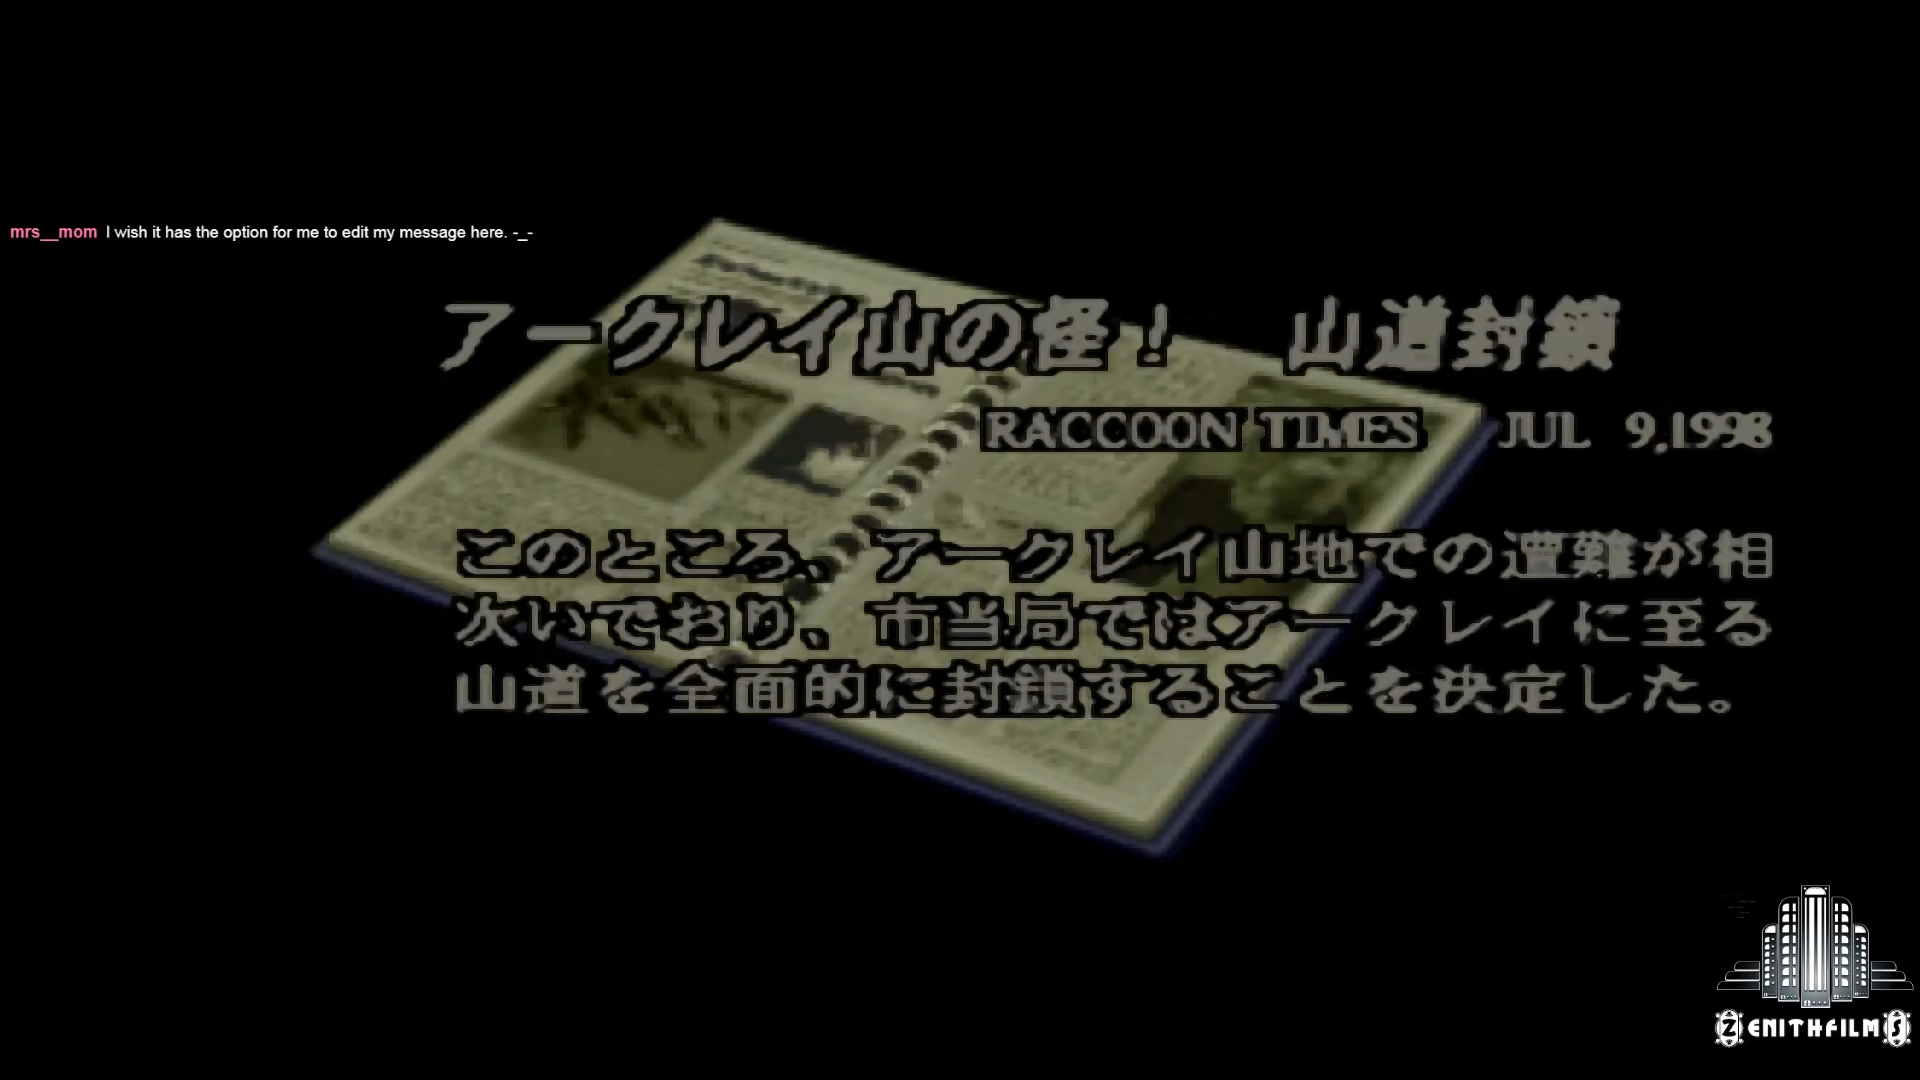 mrs__mom I wish it has the option for me to edit my message here. -_-
アークレイ山の怪！ 山道封鎖
RACCOON TIMES JUL 9,1998
このところ、アークレイ山地での遭難が相
次いでおり、市当局ではアークレイに至る
山道を全面的に封鎖することを決定した。
ZENITHFILMS